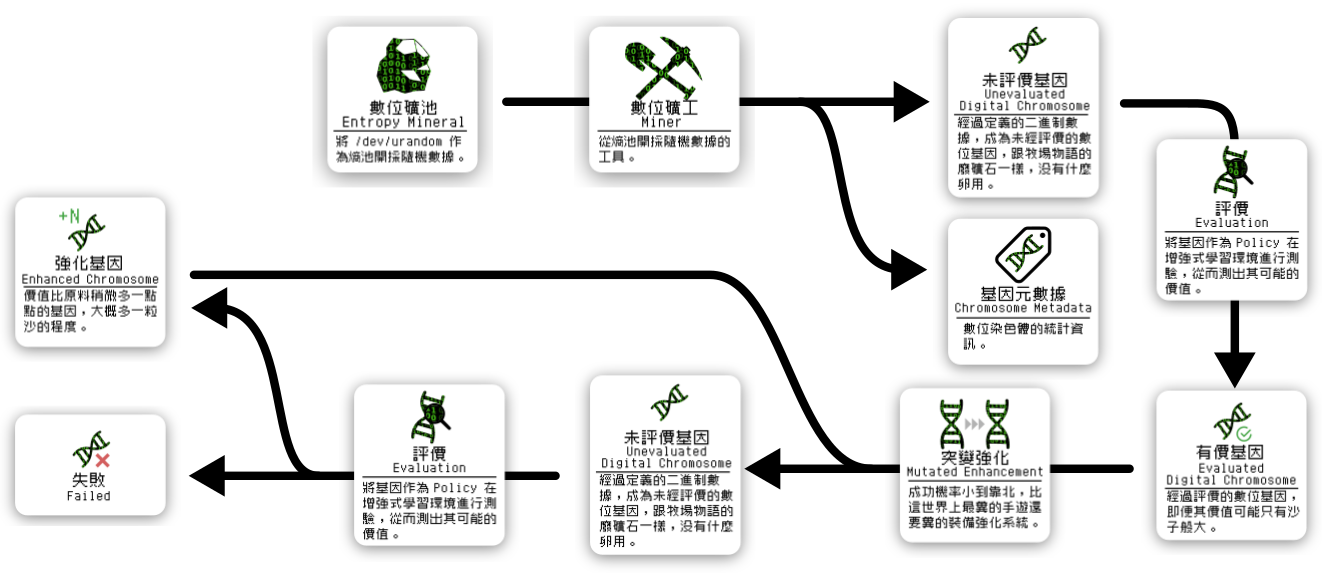 數位礦池
Entropy Mineral
將 /dev/urandom 作
為熵池開採隨機數據。
數位礦工
Miner
從熵池開採隨機數據的
工具。
未評價基因
Unevaluated
Digital Chromosome
經過定義的二進制數
據，成為未經評價的數
位基因，跟牧場物語的
廢礦石一樣，没有什麼
卵用。
基因元數據
Chromosome Metadata
數位染色體的統計資
訊。
評價
Evaluation
將基因作為 Policy 在
增強式學習環境進行測
驗，從而測出其可能的
價值。
有價基因
Evaluated
Digital Chromosome
經過評價的數位基因，
即便其價值可能只有沙
子般大。
突變強化
Mutated Enhancement
成功機率小到靠北，比
這世界上最糞的手遊還
要糞的裝備強化系統。
未評價基因
Unevaluated
Digital Chromosome
經過定義的二進制數
據，成為未經評價的數
位基因，跟牧場物語的
廢礦石一樣，没有什麼
卵用。
評價
Evaluation
將基因作為 Policy 在
增強式學習環境進行測
驗，從而測出其可能的
價值。
+N
強化基因
Enhanced Chromosome
價值比原料稍微多一點
點的基因，大概多一粒
沙的程度。
失敗
Failed